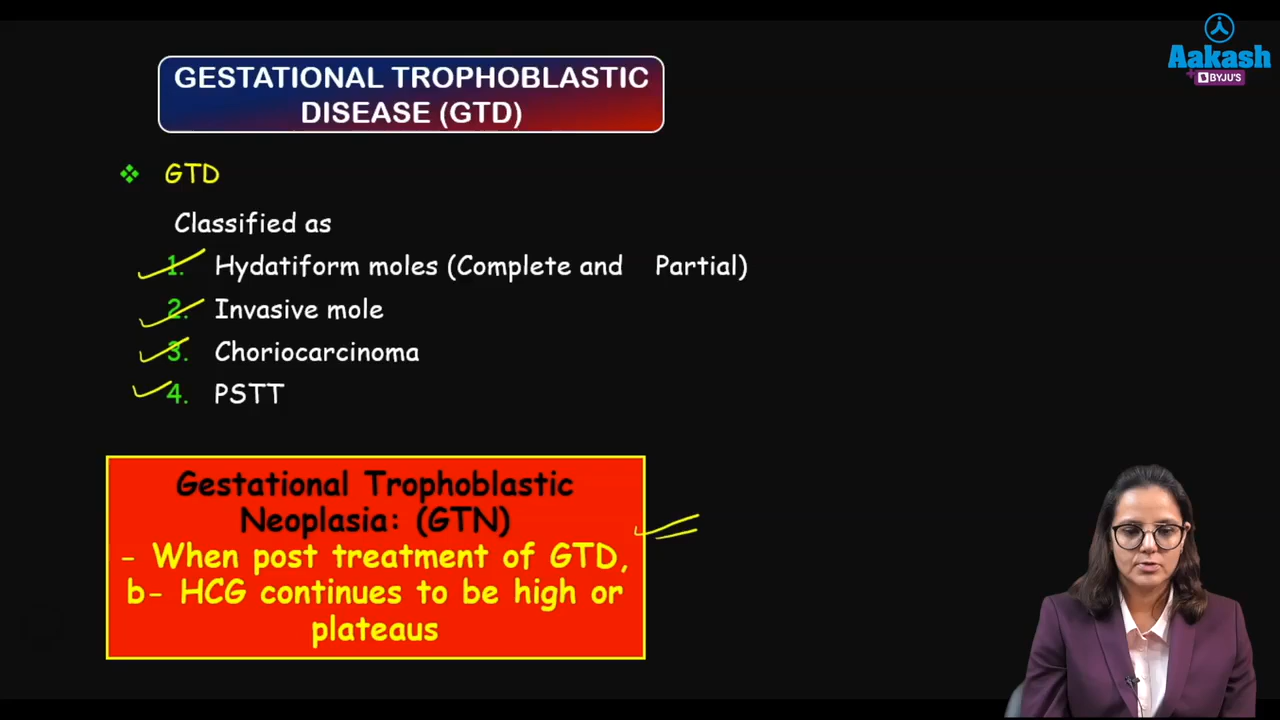 Aakash
+ BYJU'S
GESTATIONAL TROPHOBLASTIC
DISEASE (GTD)
❖ GTD
Classified as
1. Hydatiform moles (Complete and Partial)
2. Invasive mole
3. Choriocarcinoma
4. PSTT
Gestational Trophoblastic
Neoplasia: (GTN)
- When post treatment of GTD,
b- HCG continues to be high or
plateaus